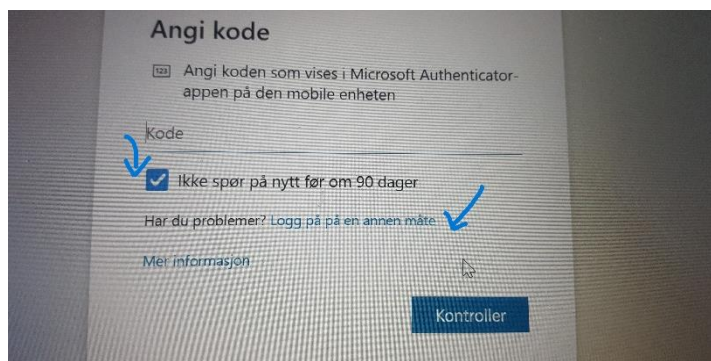 Angi kode
123 Angi koden som vises i Microsoft Authenticator-
appen på den mobile enheten
Kode
Ikke spør på nytt før om 90 dager
Har du problemer? Logg på på en annen måte
Mer informasjon
Kontroller